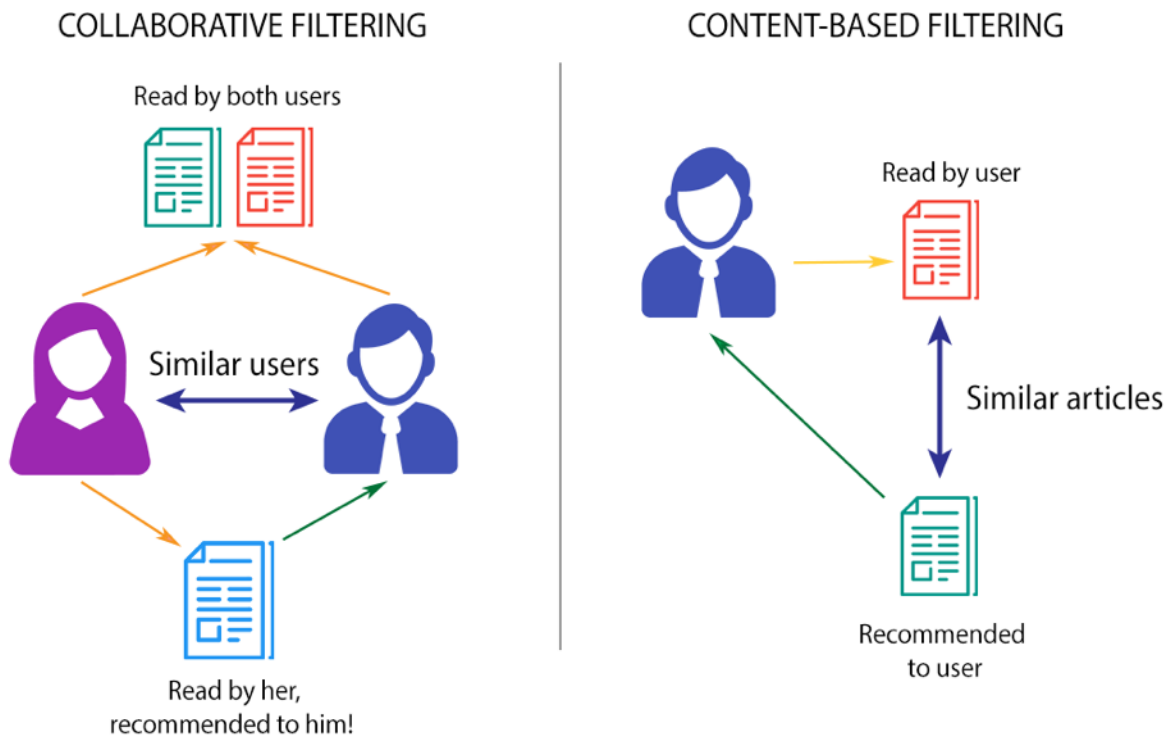 COLLABORATIVE FILTERING
Read by both users
Similar users
Read by her,
recommended to him!
CONTENT-BASED FILTERING
Read by user
Similar articles
Recommended
to user